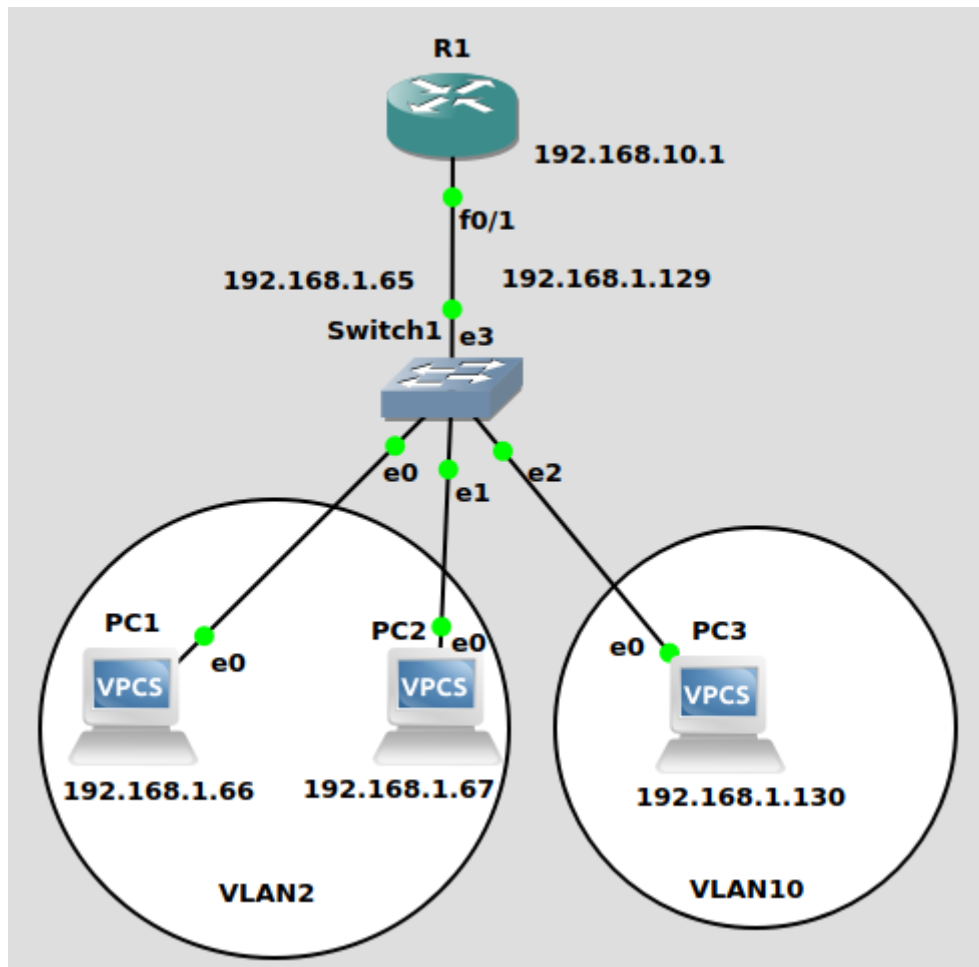 R1
192.168.10.1
f0/1
192.168.1.65
192.168.1.129
Switch1
e3
e0
e1
e2
PC1
e0
PC2
e0
e0
PC3
VPCS
VPCS
VPCS
192.168.1.66
192.168.1.67
192.168.1.130
VLAN2
VLAN10